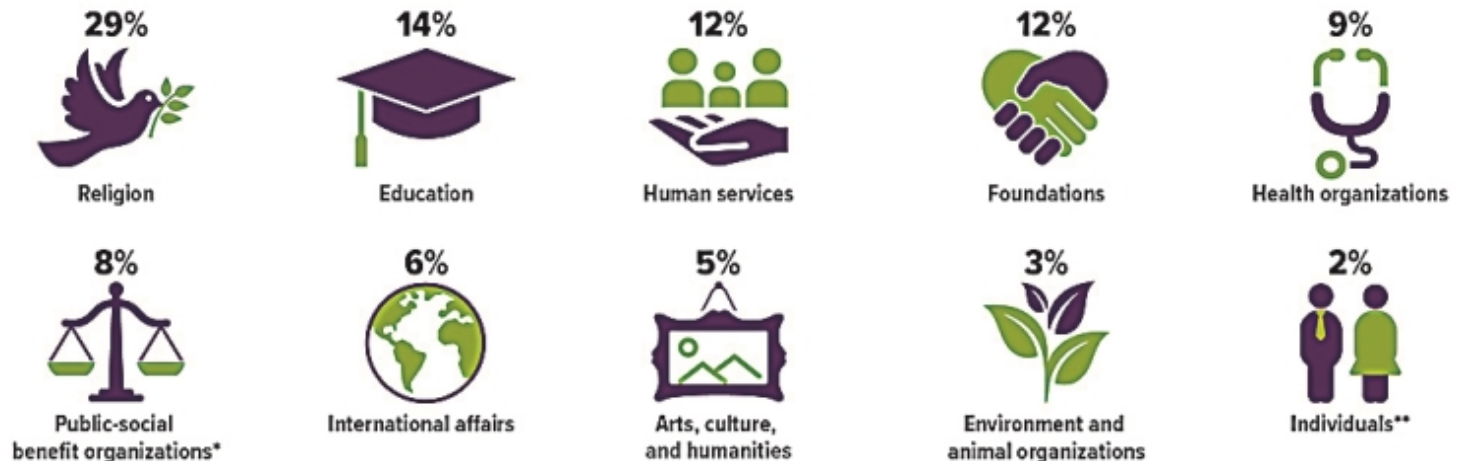 29%
14%
12%
12%
9%
Religion
Education
Human services
Foundations
Health organizations
8%
6%
5%
3%
2%
Public-social
benefit organizations*
International affairs
Arts, culture,
and humanities
Environment and
animal organizations
Individuals**